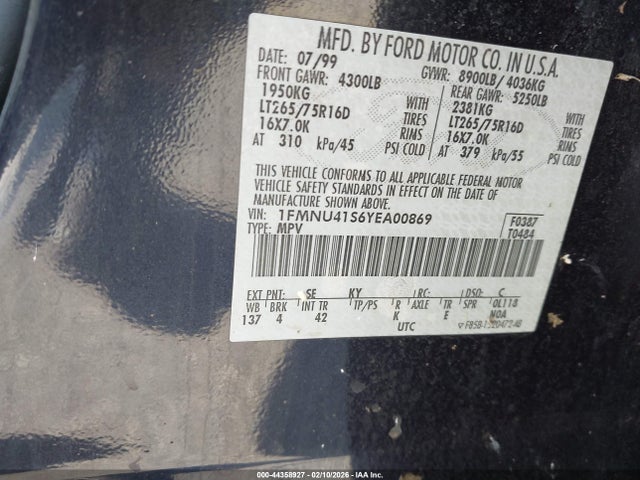 MFD. BY FORD MOTOR CO. IN U.S.A.
DATE: 07/99 GVWR: 8900LB/4036KG
FRONT GAWR: 4300LB REAR GAWR: 5250LB
1950KG WITH 2381KG WITH
LT265/75R16D TIRES LT265/75R16D TIRES
16X7.0K RIMS 16X7.0K RIMS
AT 310 kPa/45 PSI COLD AT 379 kPa/55 PSI COLD
THIS VEHICLE CONFORMS TO ALL APPLICABLE FEDERAL MOTOR
VEHICLE SAFETY STANDARDS IN EFFECT ON THE DATE OF
MANUFACTURE SHOWN ABOVE.
VIN: 1FMNU41S6YEA00869 F0387
TYPE: MPV T0484
EXT PNT: SE KY RC: DSO: C
WB BRK INT TR TP/PS R AXLE TR SPR OL118
137 4 42 K E NOA
UTC
000-44358927 — 02/10/2026 — IAA Inc.